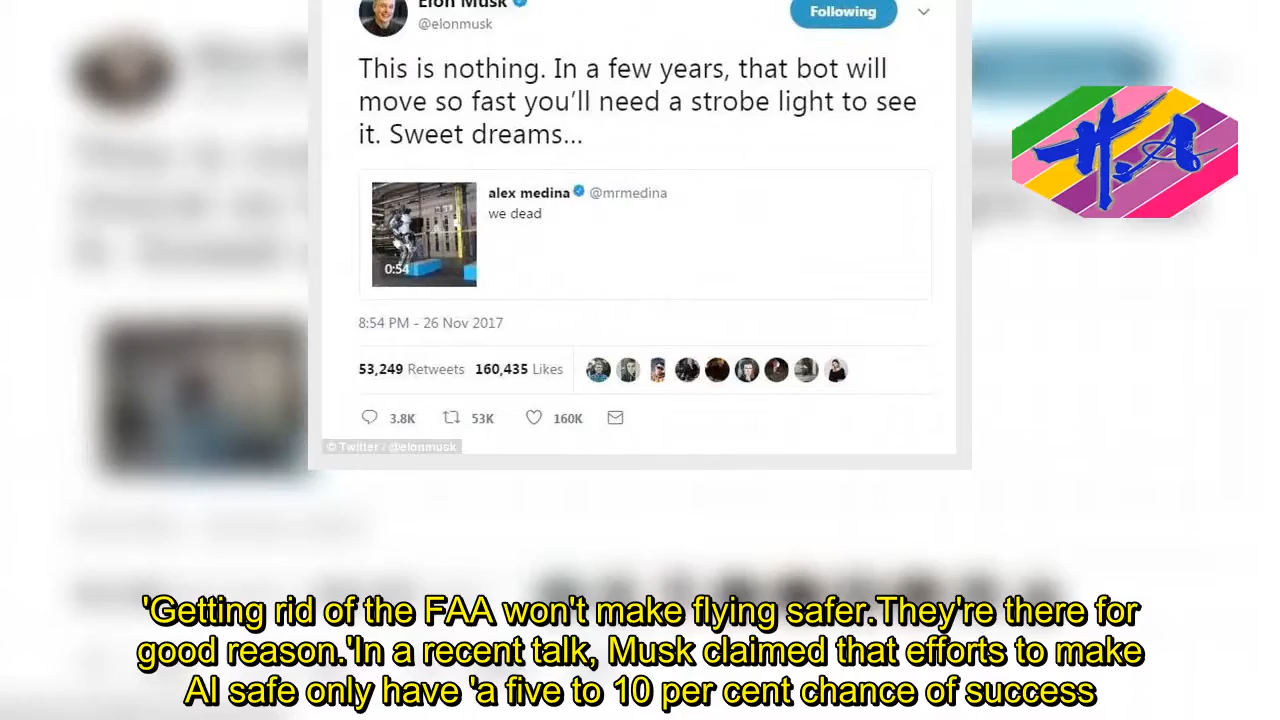 Elon Musk
@elonmusk
Following
This is nothing. In a few years, that bot will
move so fast you'll need a strobe light to see
it. Sweet dreams...
alex medina @mrmedina
we dead
0:54
8:54 PM - 26 Nov 2017
53,249 Retweets 160,435 Likes
3.8K 53K 160K
© Twitter / @elonmusk
H.A
'Getting rid of the FAA won't make flying safer.They're there for
good reason.'In a recent talk, Musk claimed that efforts to make
AI safe only have 'a five to 10 per cent chance of success